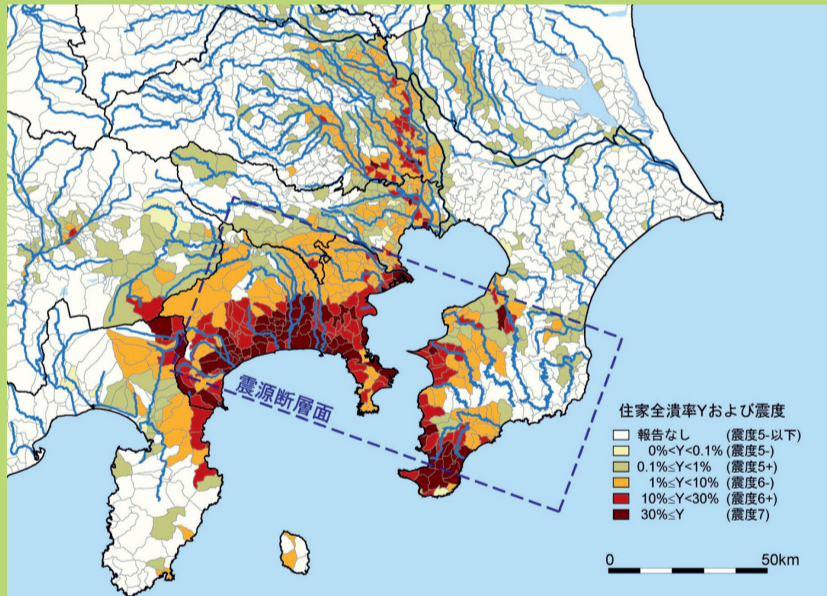 震源断層面
住家全潰率Yおよび震度
報告なし (震度5-以下)
0%<Y<0.1% (震度5-)
0.1%≤Y<1% (震度5+)
1%≤Y<10% (震度6-)
10%≤Y<30% (震度6+)
30%≤Y (震度7)
0 50km